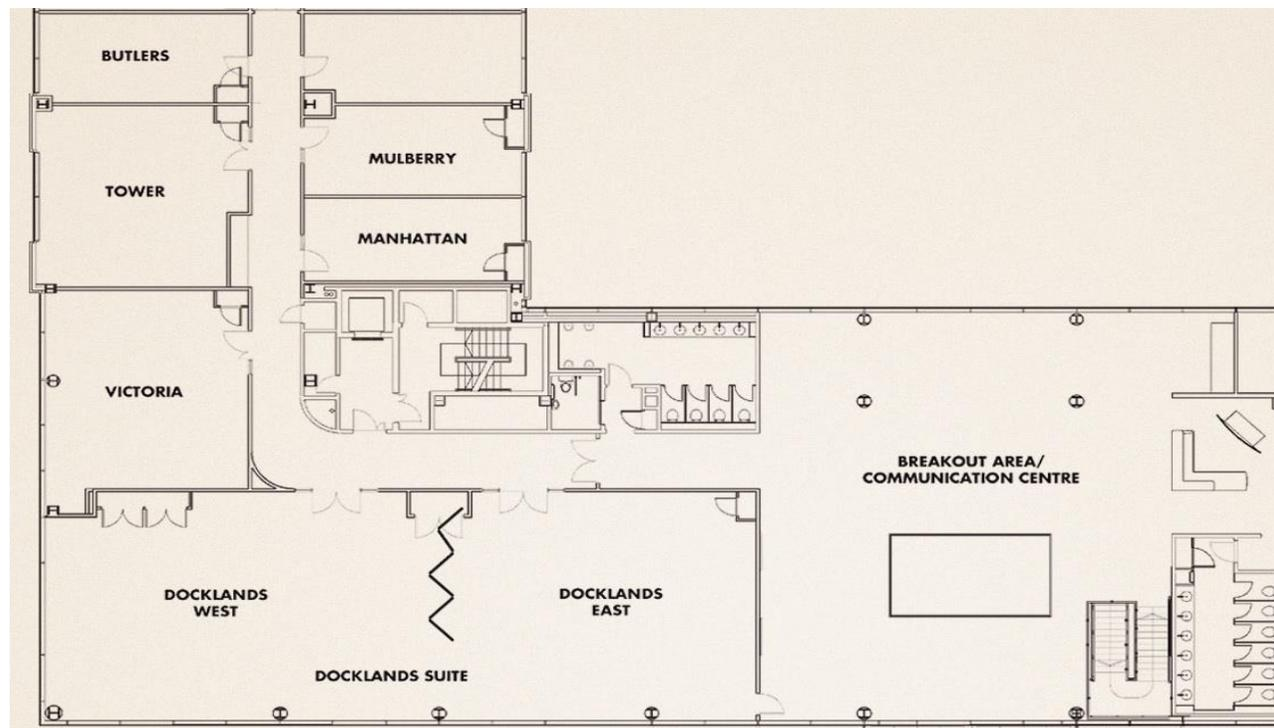 BUTLERS
MULBERRY
TOWER
MANHATTAN
VICTORIA
BREAKOUT AREA/
COMMUNICATION CENTRE
DOCKLANDS
WEST
DOCKLANDS
EAST
DOCKLANDS SUITE